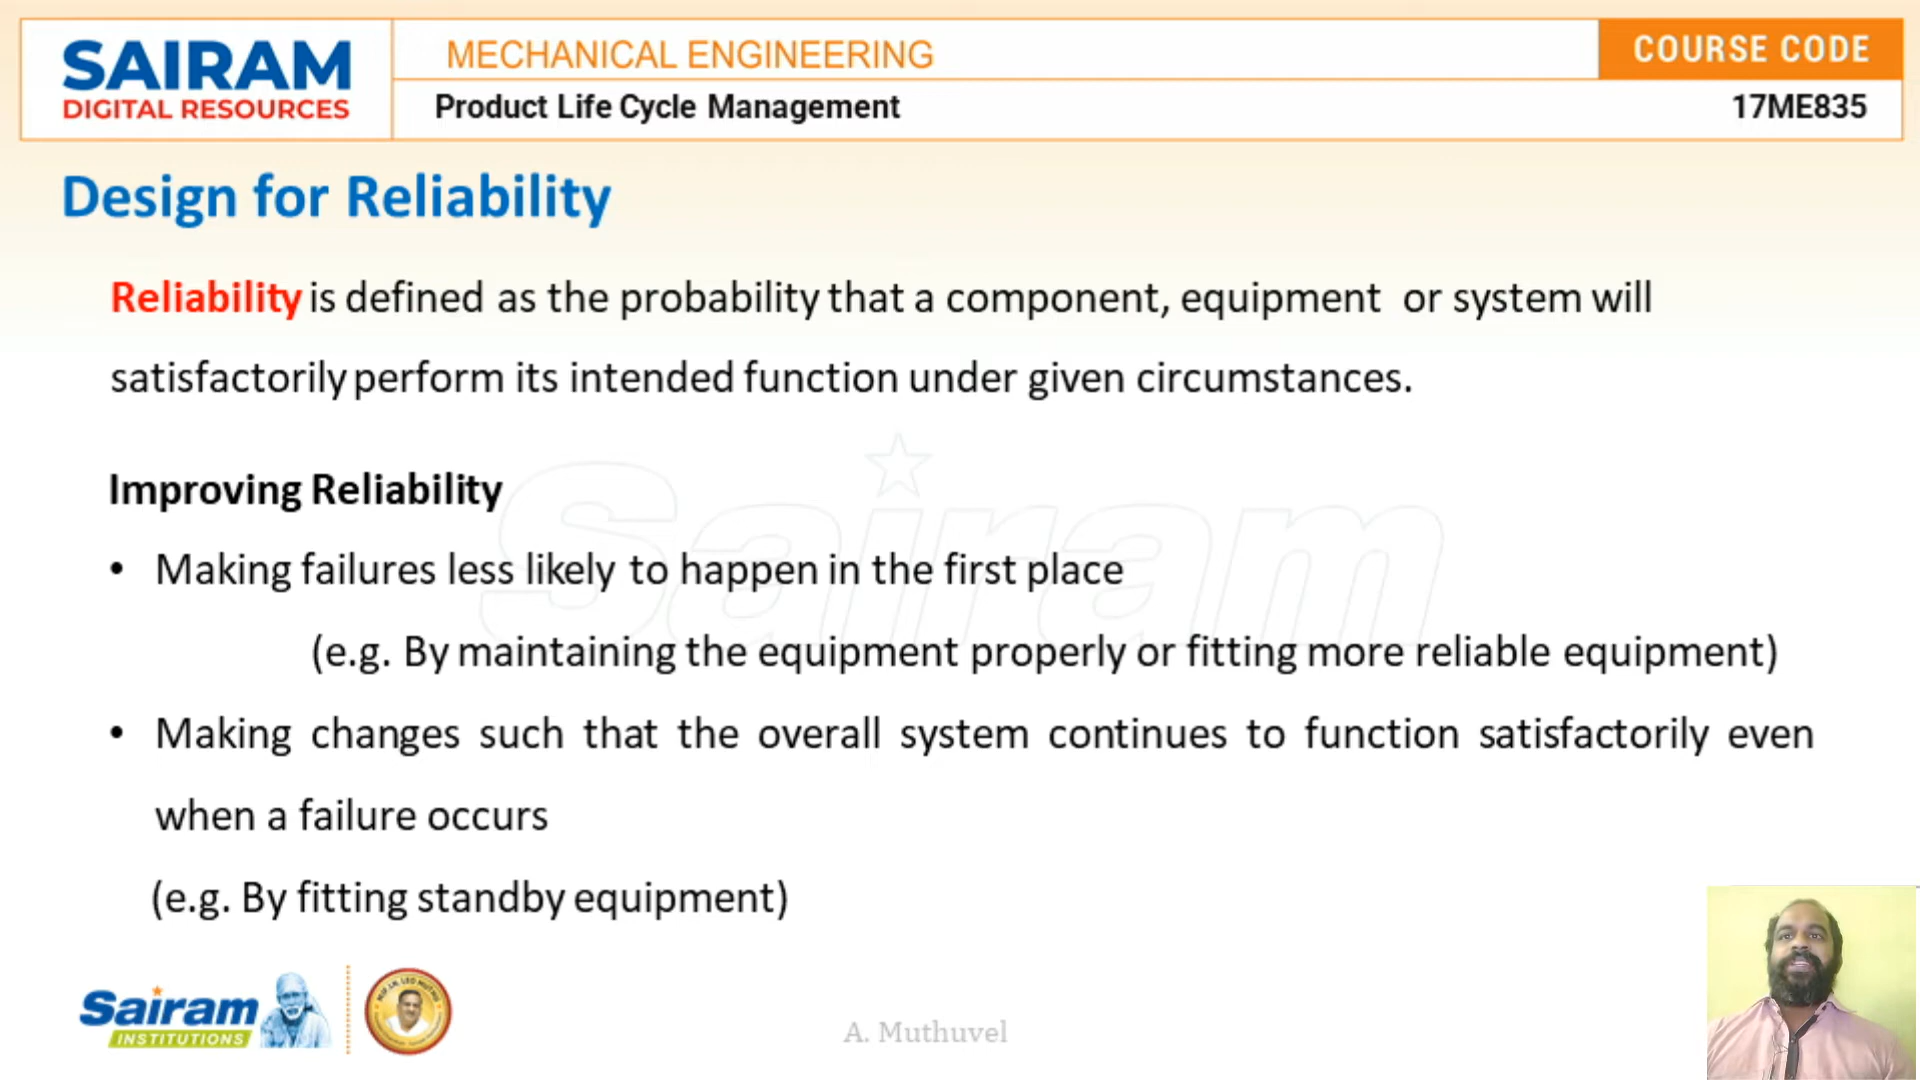 SAIRAM
DIGITAL RESOURCES
MECHANICAL ENGINEERING
COURSE CODE
Product Life Cycle Management
17ME835
Design for Reliability
Reliability is defined as the probability that a component, equipment or system will
satisfactorily perform its intended function under given circumstances.
Sairam
Improving Reliability
• Making failures less likely to happen in the first place
(e.g. By maintaining the equipment properly or fitting more reliable equipment)
• Making changes such that the overall system continues to function satisfactorily even
when a failure occurs
(e.g. By fitting standby equipment)
Sairam
INSTITUTIONS
LEO MUTHU
A. Muthuvel